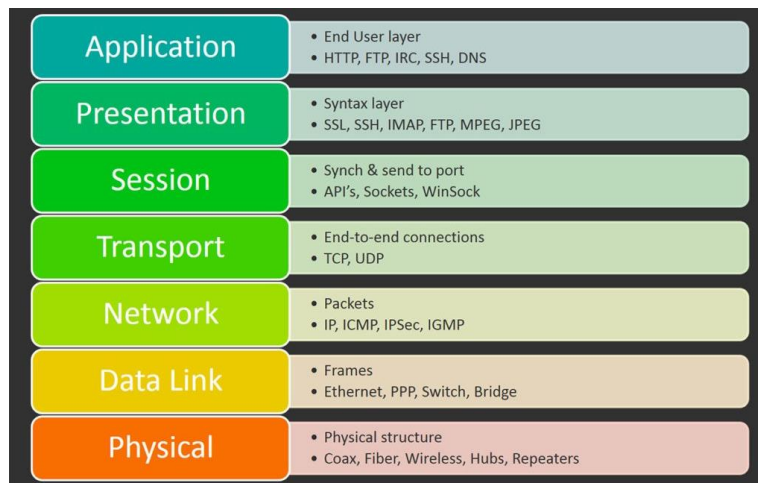 Application
• End User layer
• HTTP, FTP, IRC, SSH, DNS
Presentation
• Syntax layer
• SSL, SSH, IMAP, FTP, MPEG, JPEG
Session
• Synch & send to port
• API's, Sockets, WinSock
Transport
• End-to-end connections
• TCP, UDP
Network
• Packets
• IP, ICMP, IPSec, IGMP
Data Link
• Frames
• Ethernet, PPP, Switch, Bridge
Physical
• Physical structure
• Coax, Fiber, Wireless, Hubs, Repeaters